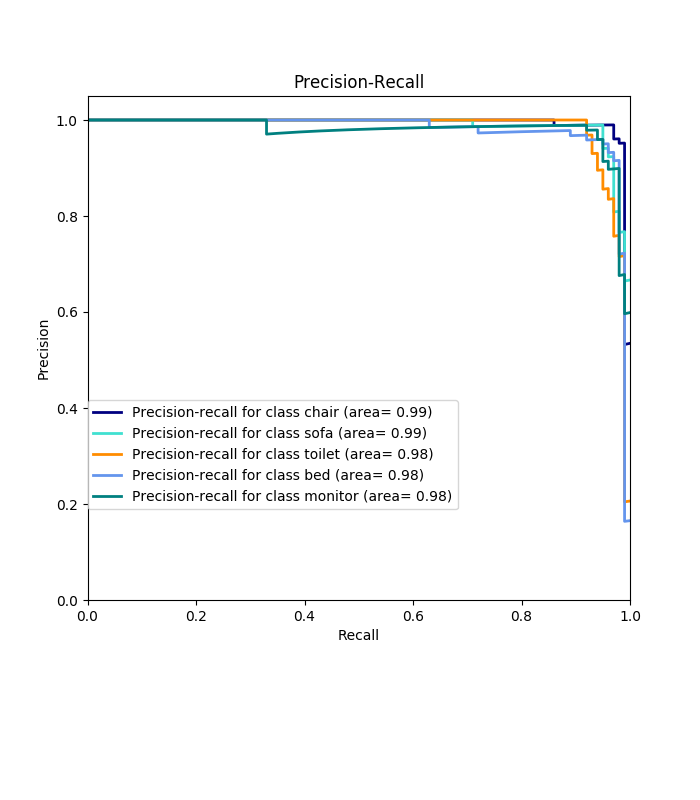 Precision-Recall
1.0
0.8
0.6
0.4
0.2
0.0
Precision
Precision-recall for class chair (area= 0.99)
Precision-recall for class sofa (area= 0.99)
Precision-recall for class toilet (area= 0.98)
Precision-recall for class bed (area= 0.98)
Precision-recall for class monitor (area= 0.98)
0.0 0.2 0.4 0.6 0.8 1.0
Recall